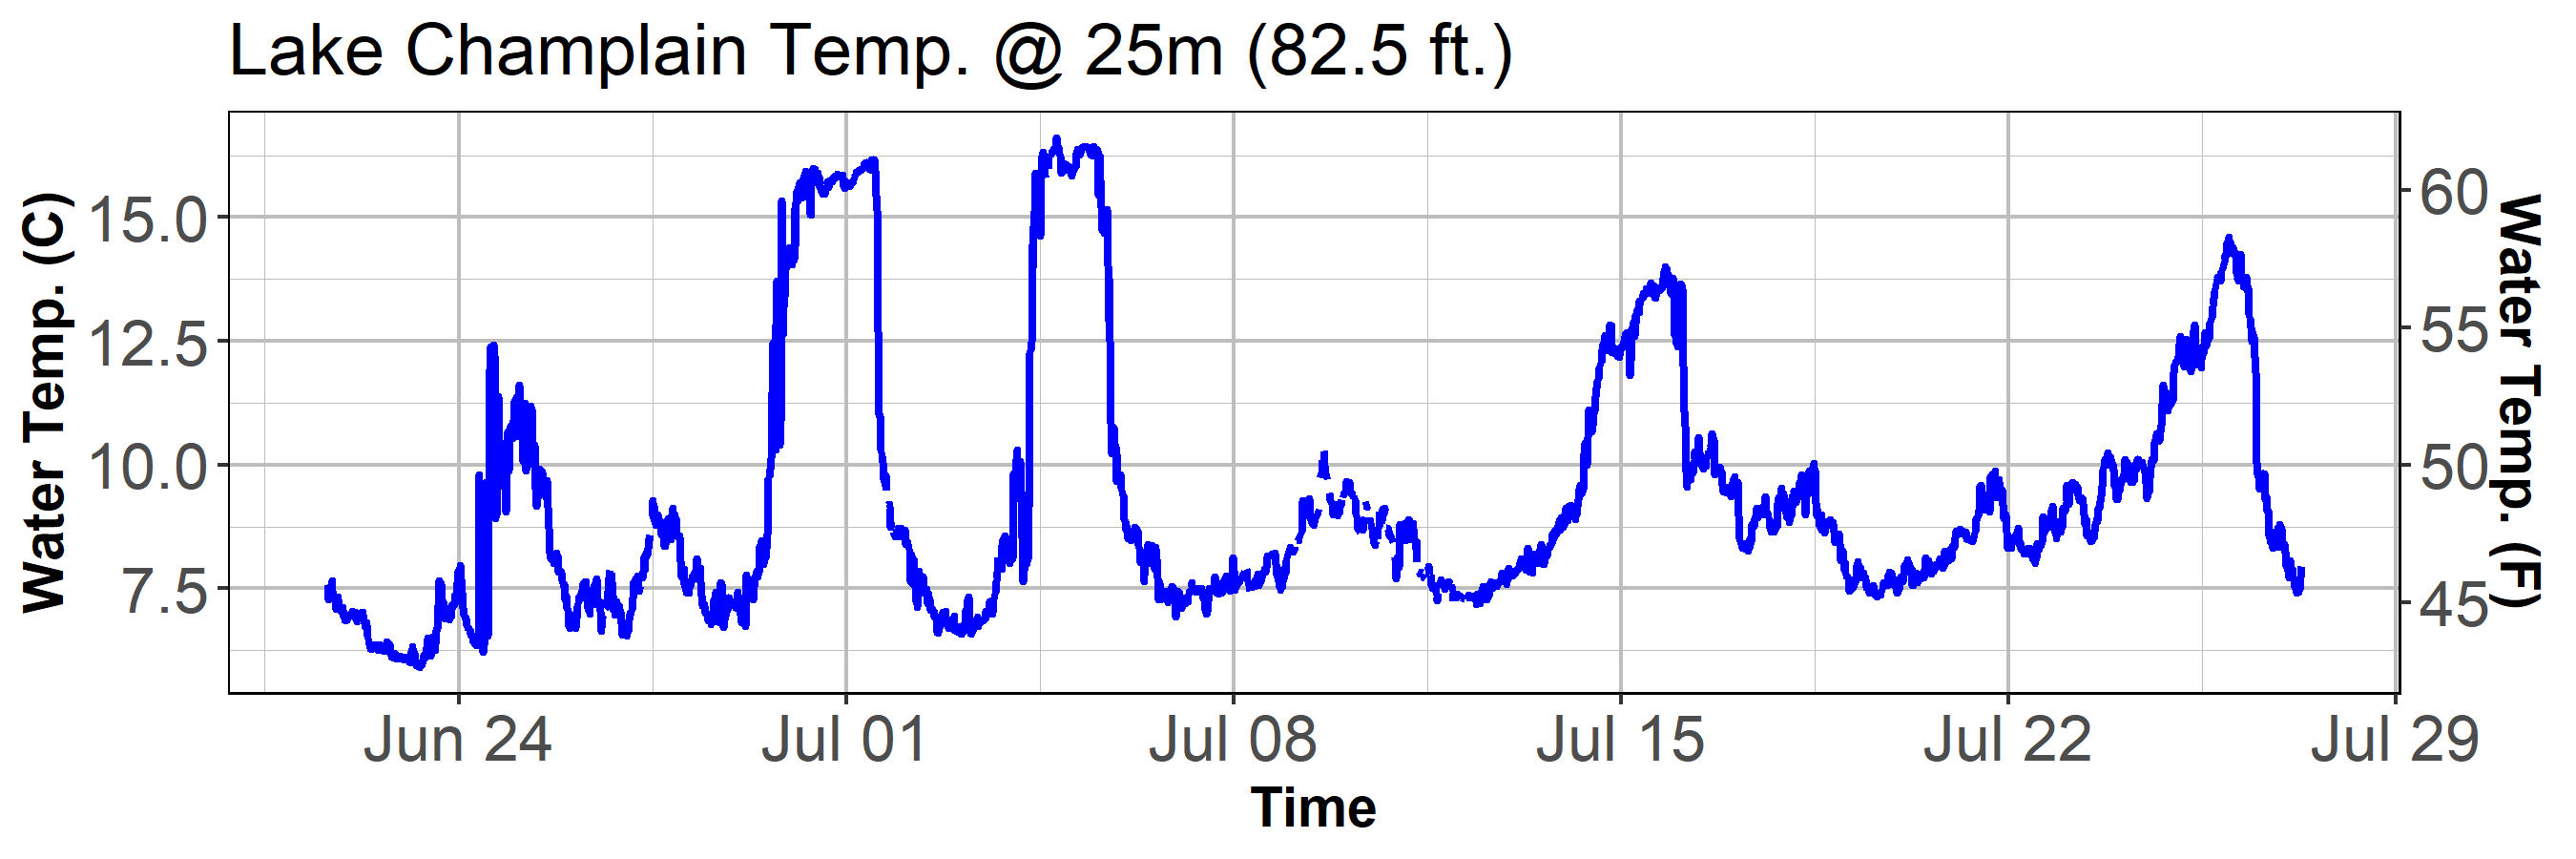 Lake Champlain Temp. @ 25m (82.5 ft.)
Water Temp. (C)
15.0
12.5
10.0
7.5
60
55
50
45
Water Temp. (F)
Jun 24
Jul 01
Jul 08
Jul 15
Jul 22
Jul 29
Time